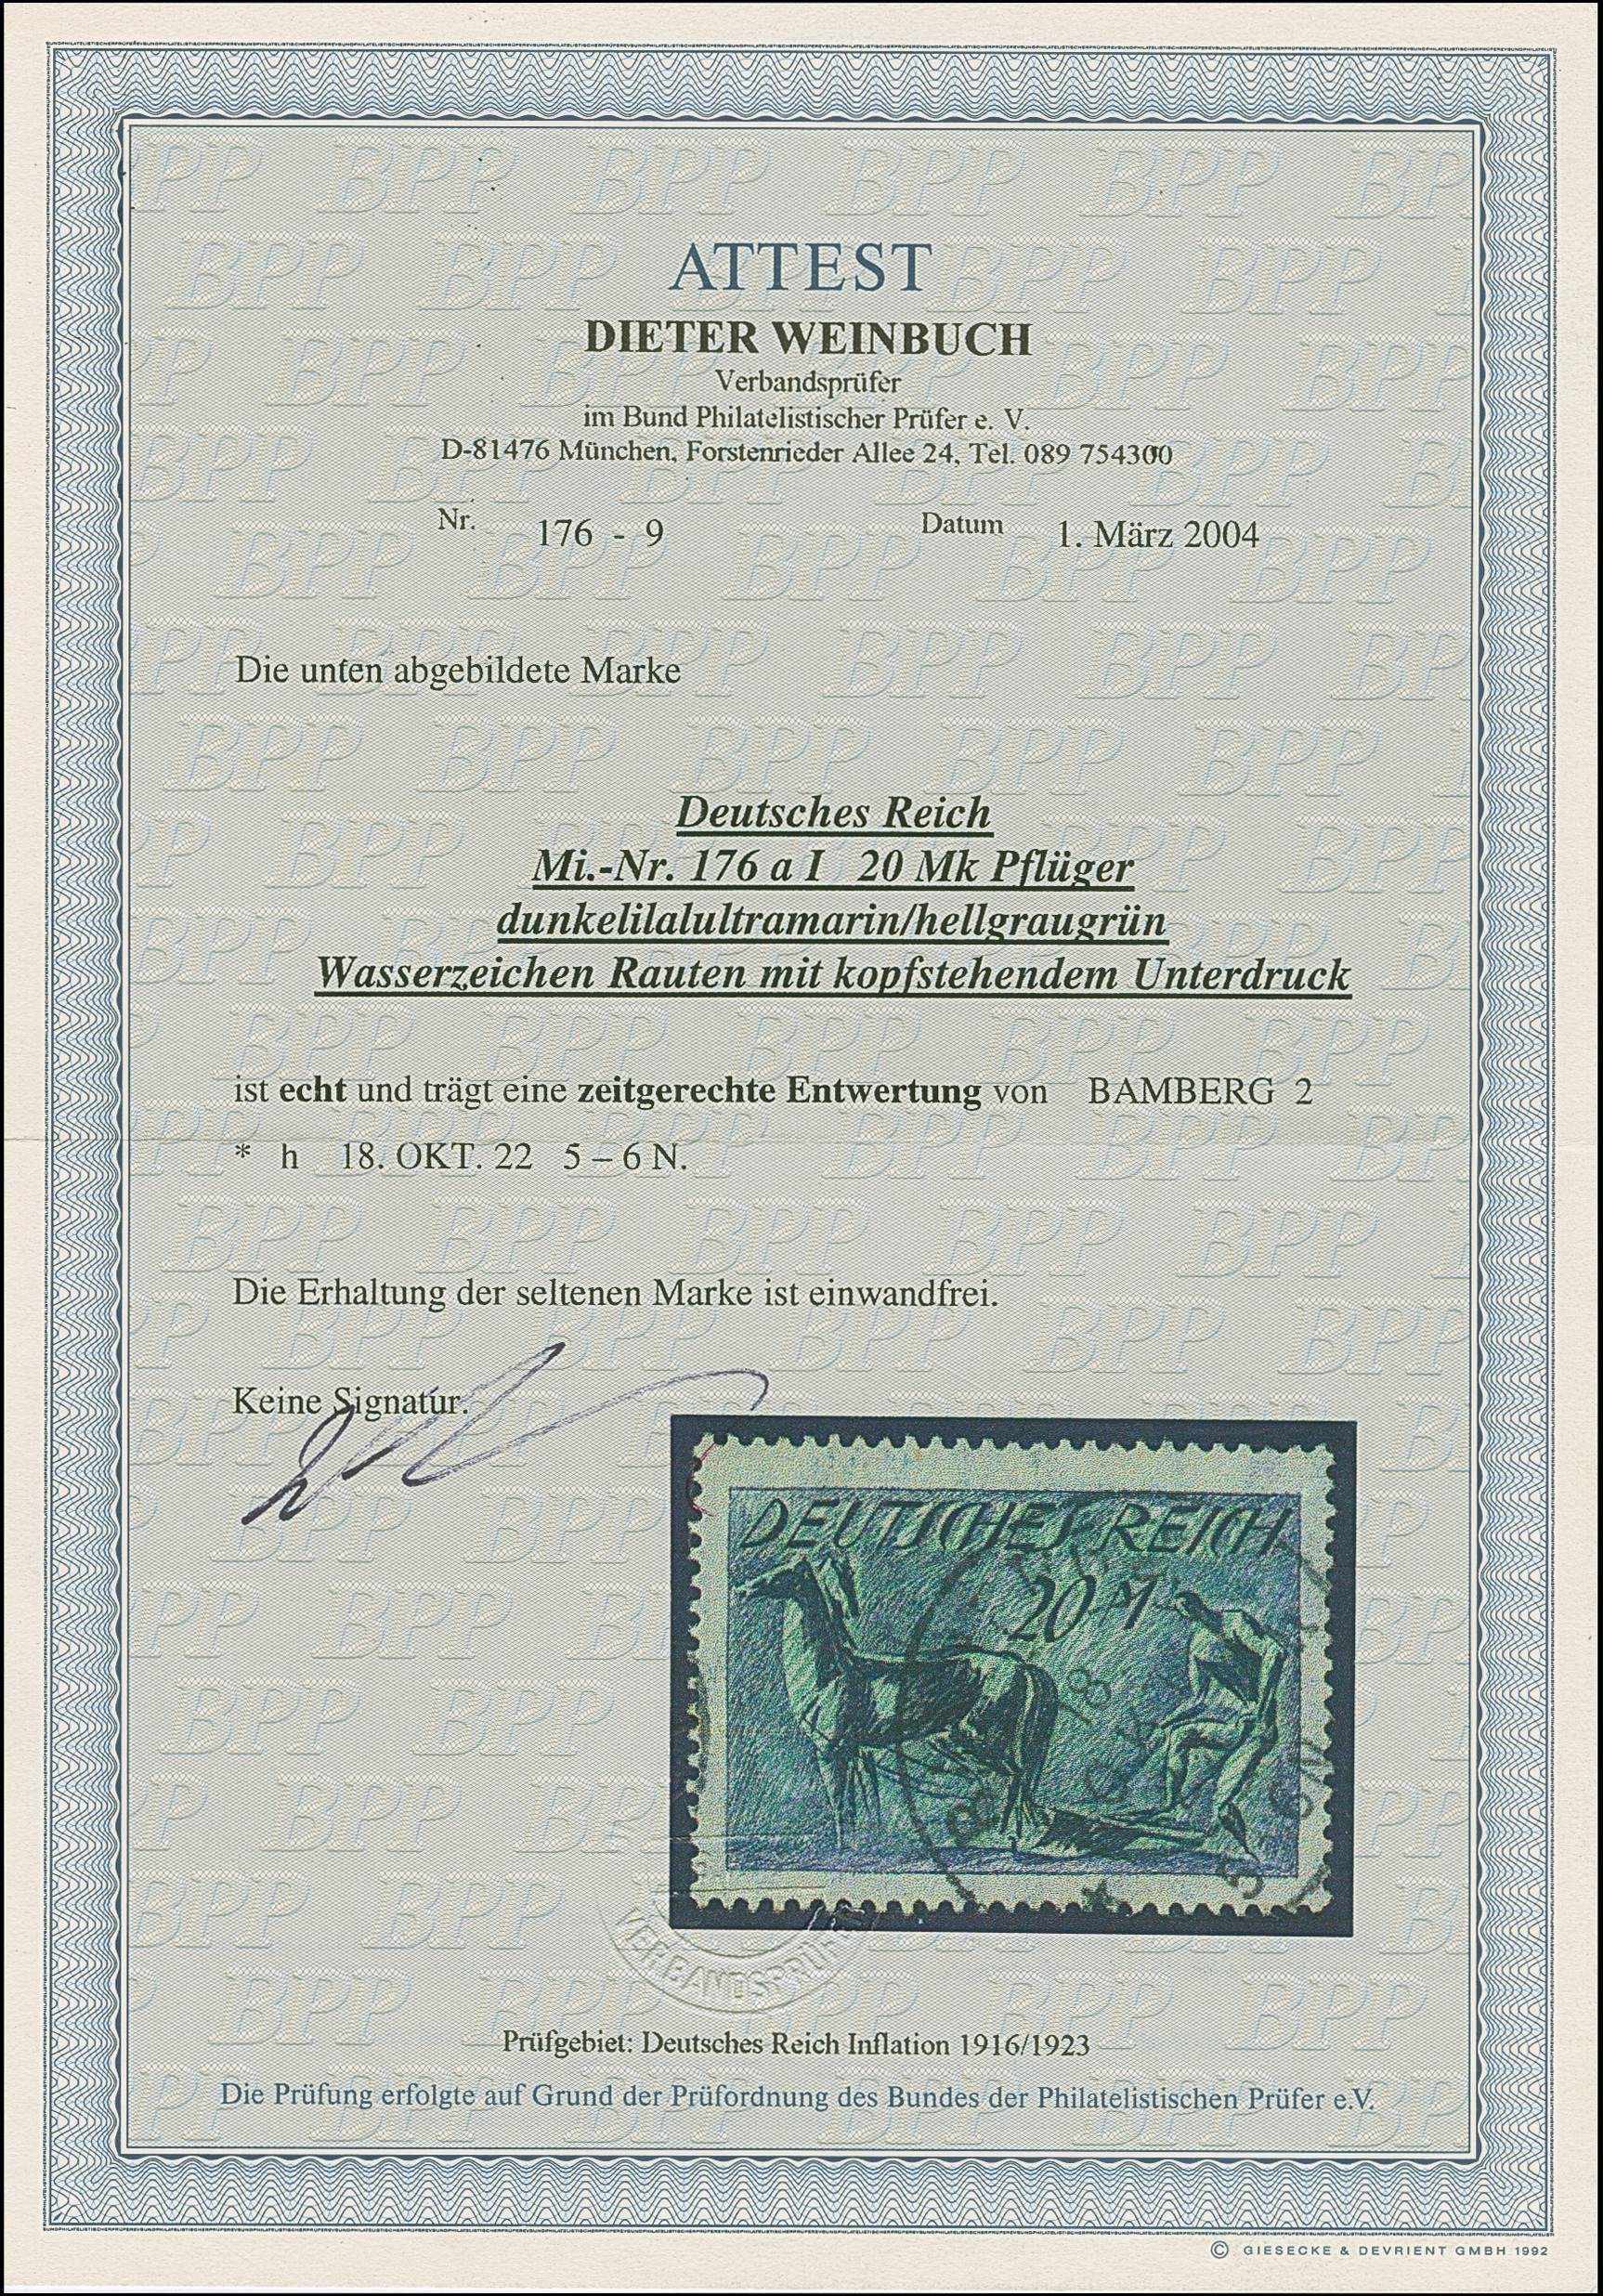 ATTEST
DIETER WEINBUCH
Verbandsprüfer
im Bund Philatelistischer Prüfer e. V.
D-81476 München, Forstenrieder Allee 24, Tel. 089 754300
Nr. 176 - 9 Datum 1. März 2004
Die unten abgebildete Marke
Deutsches Reich
Mi.-Nr. 176 a I 20 Mk Pflüger
dunkelilalultramarin/hellgraugrün
Wasserzeichen Rauten mit kopfstehendem Unterdruck
ist echt und trägt eine zeitgerechte Entwertung von BAMBERG 2
* h 18. OKT. 22 5 – 6 N.
Die Erhaltung der seltenen Marke ist einwandfrei.
Keine Signatur.
DEUTSCHES REICH
20 M
VERBANDSPRÜFER
Prüfgebiet: Deutsches Reich Inflation 1916/1923
Die Prüfung erfolgte auf Grund der Prüfordnung des Bundes der Philatelistischen Prüfer e.V.
© GIESECKE & DEVRIENT GMBH 1992